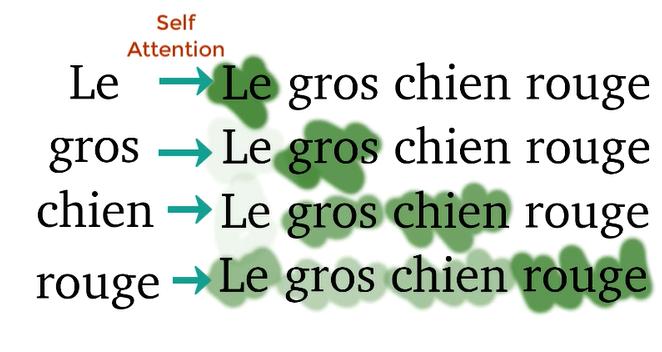 Self
Attention
Le Le gros chien rouge
gros Le gros chien rouge
chien Le gros chien rouge
rouge Le gros chien rouge